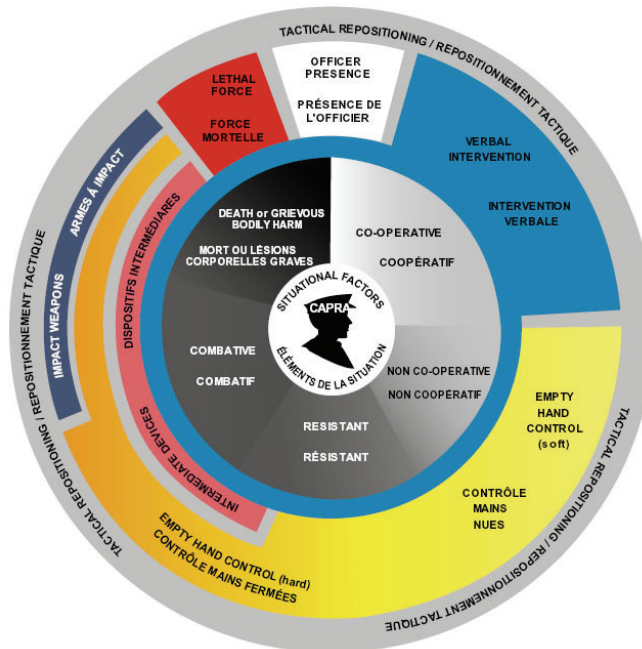 TACTICAL REPOSITIONING / REPOSITIONNEMENT TACTIQUE
OFFICER
PRESENCE
PRÉSENCE DE
L'OFFICIER
LETHAL
FORCE
FORCE
MORTELLE
VERBAL
INTERVENTION
INTERVENTION
VERBALE
IMPACT WEAPONS
ARMES À IMPACT
INTERMEDIATE DEVICES
DISPOSITIFS INTERMÉDIARES
DEATH or GRIEVOUS
BODILY HARM
MORT OU LÉSIONS
CORPORELLES GRAVES
CO-OPERATIVE
COOPÉRATIF
SITUATIONAL FACTORS
CAPRA
ÉLÉMENTS DE LA SITUATION
COMBATIVE
COMBATIF
NON CO-OPERATIVE
NON COOPÉRATIF
RESISTANT
RÉSISTANT
EMPTY
HAND
CONTROL
(soft)
CONTRÔLE
MAINS
NUES
EMPTY HAND CONTROL (hard)
CONTRÔLE MAINS FERMÉES
TACTICAL REPOSITIONING / REPOSITIONNEMENT TACTIQUE
TACTICAL REPOSITIONING / REPOSITIONNEMENT TACTIQUE